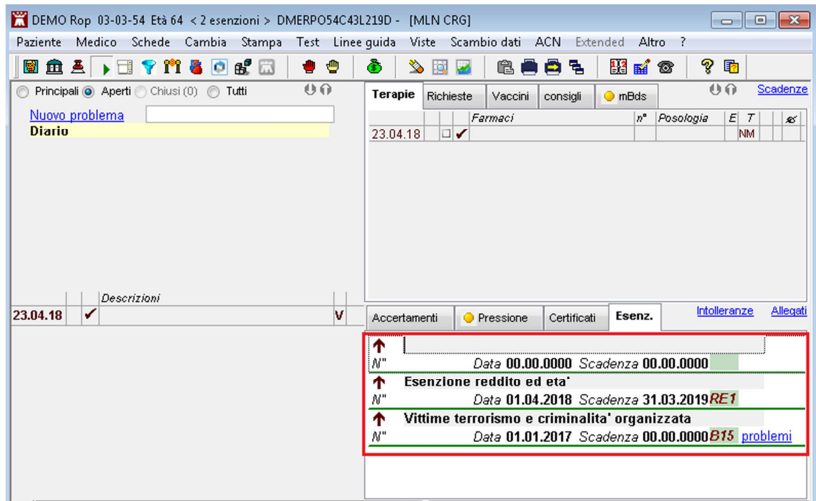 DEMO Rop 03-03-54 Età 64 < 2 esenzioni > DMERPO54C43L219D - [MLN CRG]
Paziente Medico Schede Cambia Stampa Test Linee guida Viste Scambio dati ACN Extended Altro ?
Principali Aperti Chiusi (0) Tutti
Nuovo problema
Diario
Terapie Richieste Vaccini consigli mBds Scadenze
Farmaci n° Posologia E T
23.04.18 NM
Descrizioni
23.04.18 V
Accertamenti Pressione Certificati Esenz. Intolleranze Allegati
N° Data 00.00.0000 Scadenza 00.00.0000
Esenzione reddito ed eta'
N° Data 01.04.2018 Scadenza 31.03.2019 RE1
Vittime terrorismo e criminalita' organizzata
N° Data 01.01.2017 Scadenza 00.00.0000 B15 problemi